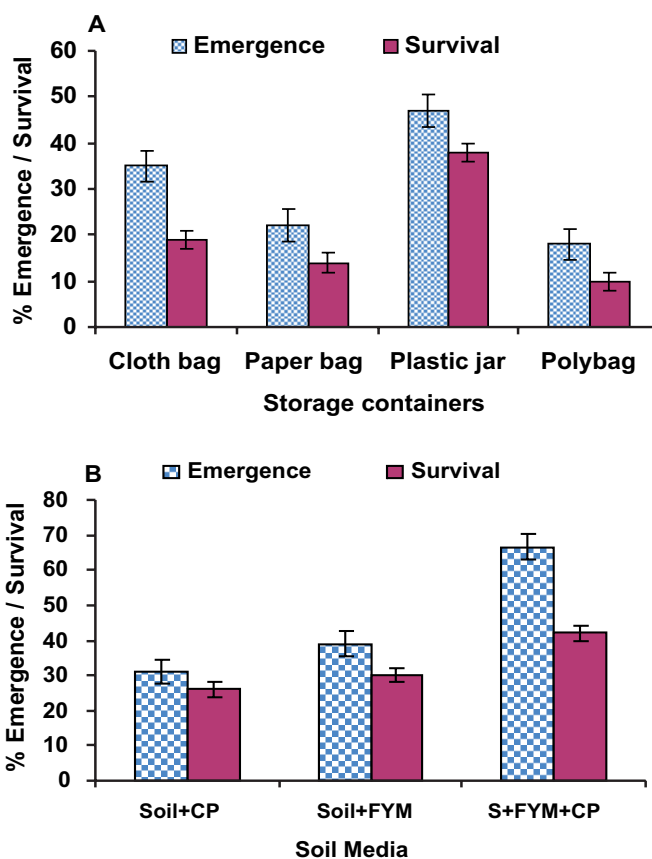 A
Emergence Survival
% Emergence / Survival
60
50
40
30
20
10
0
Cloth bag Paper bag Plastic jar Polybag
Storage containers
B
Emergence Survival
% Emergence / Survival
80
70
60
50
40
30
20
10
0
Soil+CP Soil+FYM S+FYM+CP
Soil Media